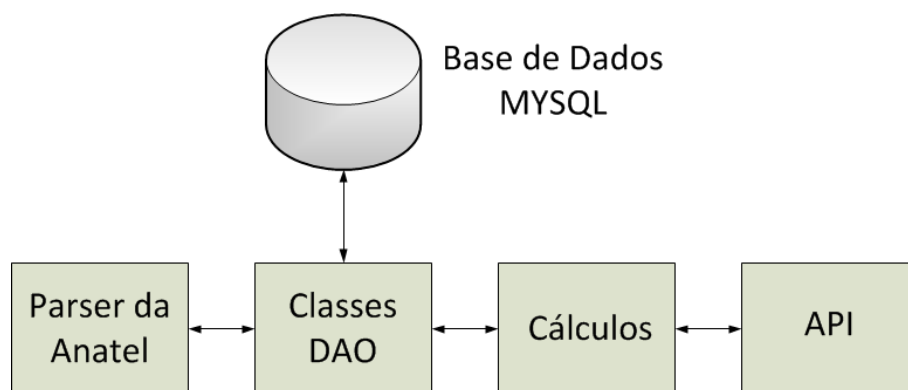 Base de Dados
MYSQL
Parser da
Anatel
Classes
DAO
Cálculos
API